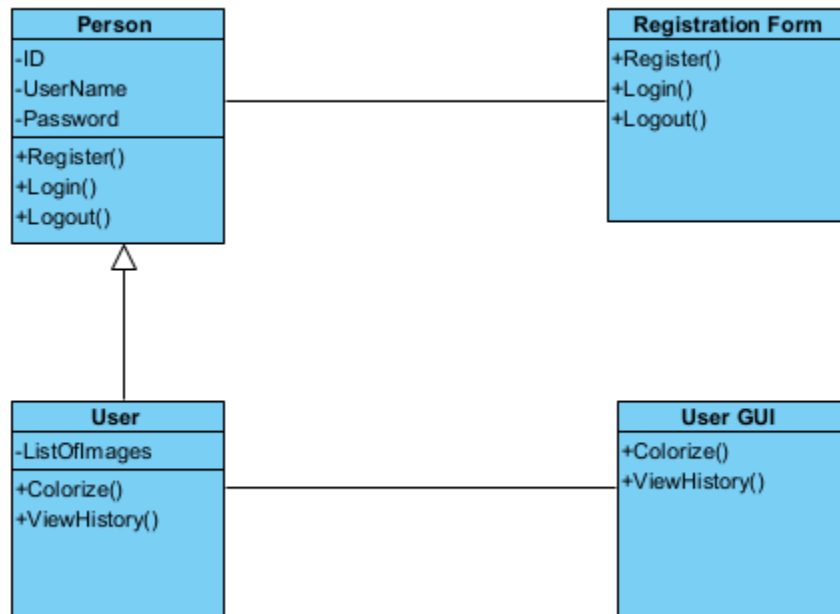 Person
-ID
-UserName
-Password
+Register()
+Login()
+Logout()
Registration Form
+Register()
+Login()
+Logout()
User
-ListOfImages
+Colorize()
+ViewHistory()
User GUI
+Colorize()
+ViewHistory()